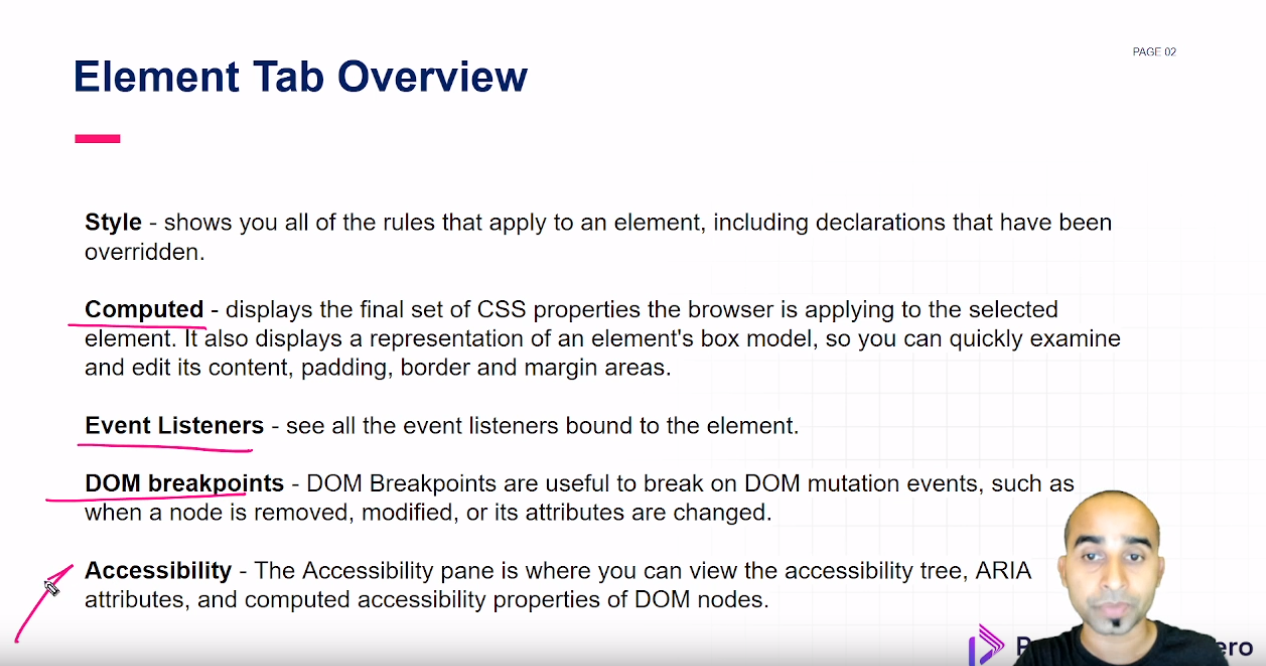 PAGE 02
Element Tab Overview
Style - shows you all of the rules that apply to an element, including declarations that have been
overridden.
Computed - displays the final set of CSS properties the browser is applying to the selected
element. It also displays a representation of an element's box model, so you can quickly examine
and edit its content, padding, border and margin areas.
Event Listeners - see all the event listeners bound to the element.
DOM breakpoints - DOM Breakpoints are useful to break on DOM mutation events, such as
when a node is removed, modified, or its attributes are changed.
Accessibility - The Accessibility pane is where you can view the accessibility tree, ARIA
attributes, and computed accessibility properties of DOM nodes.